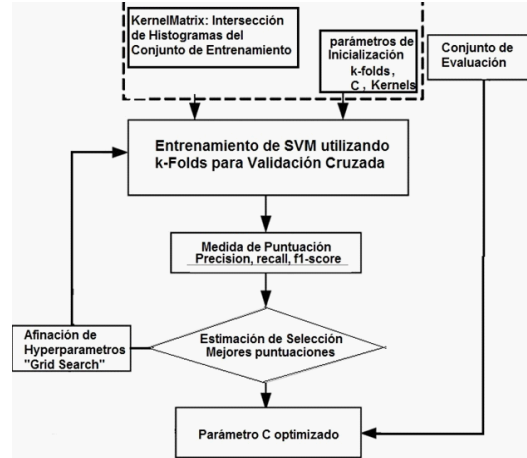 KernelMatrix: Intersección
de Histogramas del
Conjunto de Entrenamiento
parámetros de
Inicialización
k-folds,
C, Kernels
Conjunto de
Evaluación
Entrenamiento de SVM utilizando
k-Folds para Validación Cruzada
Medida de Puntuación
Precision, recall, f1-score
Estimación de Selección
Mejores puntuaciones
Afinación de
Hyperparametros
"Grid Search"
Parámetro C optimizado